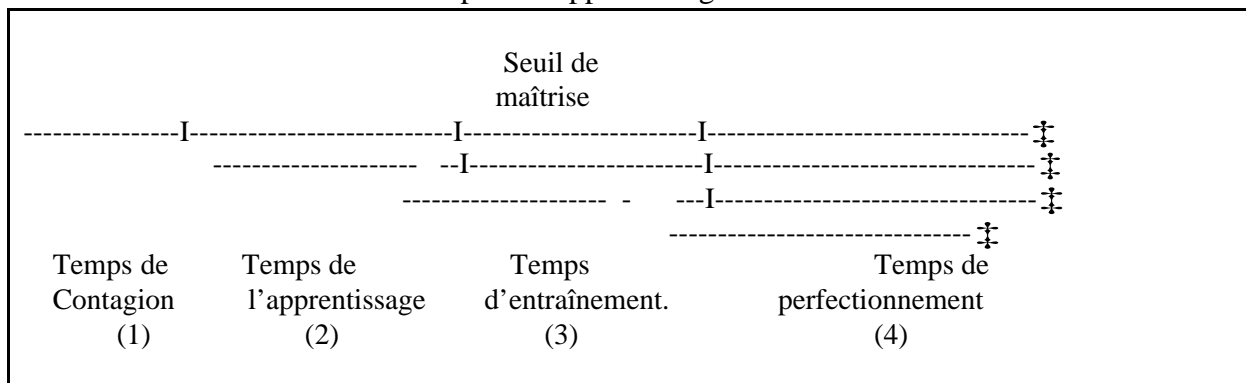 Seuil de
maîtrise
----------------I----------------------------I------------------------I--------------------------------- ‡
--------------------- --I------------------------I--------------------------------- ‡
--------------------- - ---I--------------------------------- ‡
------------------------------- ‡
Temps de Temps de Temps Temps de
Contagion l’apprentissage d’entraînement. perfectionnement
(1) (2) (3) (4)